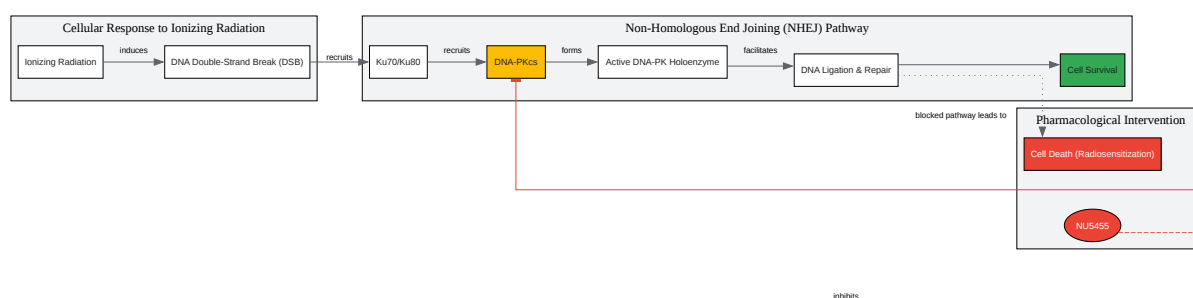 Cellular Response to Ionizing Radiation
Non-Homologous End Joining (NHEJ) Pathway
Ionizing Radiation
induces
DNA Double-Strand Break (DSB)
recruits
Ku70/Ku80
recruits
DNA-PKcs
forms
Active DNA-PK Holoenzyme
facilitates
DNA Ligation & Repair
Cell Survival
blocked pathway leads to
Pharmacological Intervention
Cell Death (Radiosensitization)
NU5455
inhibits